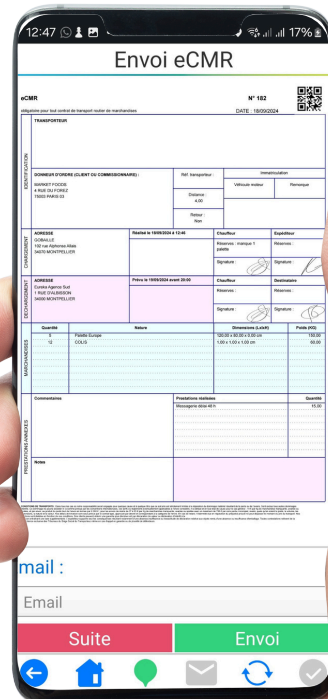 12:47 17%
Envoi eCMR
eCMR N° 182
obligatoire pour tout contrat de transport routier de marchandises DATE : 18/09/2024
IDENTIFICATION
TRANSPORTEUR
DONNEUR D'ORDRE (CLIENT OU COMMISSIONNAIRE) :
MARKET FOODS
4 RUE DU FOREZ
75003 PARIS 03
Réf. transporteur :
Distance :
4,00
Retour :
Non
Immatriculation
Véhicule moteur Remorque
CHARGEMENT
ADRESSE
GOBAILLE
102 rue Alphonse Allais
34070 MONTPELLIER
Réalisé le 18/09/2024 à 12:46
Chauffeur
Réserves : manque 1
palette
Signature :
Expéditeur
Réserves :
Signature :
DECHARGEMENT
ADRESSE
Eureka Agence Sud
1 RUE D'ALBISSON
34000 MONTPELLIER
Prévu le 18/09/2024 avant 20:00
Chauffeur
Réserves :
Signature :
Destinataire
Réserves :
Signature :
MARCHANDISES
Quantité Nature Dimensions (LxlxH) Poids (KG)
Palette Europe 120,00 x 80,00 x 0,00 cm 150,00
12 COLIS 1,00 x 1,00 x 1,00 cm 60,00
PRESTATIONS ANNEXES
Commentaires
Prestations réalisées Quantité
Messagerie délai 48 h 15,00
Notes
mail :
Email
Suite Envoi